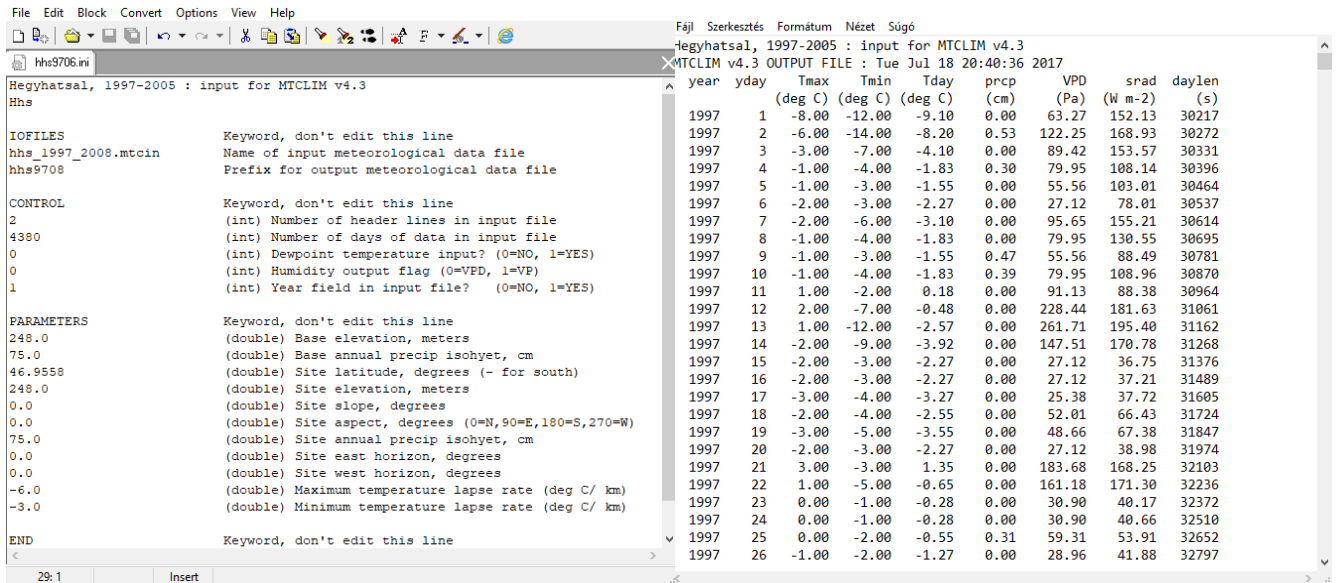 File Edit Block Convert Options View Help
hhs9706.ini
Hegyhatsal, 1997-2005 : input for MTCLIM v4.3
Hhs
IOFILES Keyword, don't edit this line
hhs_1997_2008.mtcin Name of input meteorological data file
hhs9708 Prefix for output meteorological data file
CONTROL Keyword, don't edit this line
2 (int) Number of header lines in input file
4380 (int) Number of days of data in input file
0 (int) Dewpoint temperature input? (0=NO, 1=YES)
0 (int) Humidity output flag (0=VPD, 1=VP)
1 (int) Year field in input file? (0=NO, 1=YES)
PARAMETERS Keyword, don't edit this line
248.0 (double) Base elevation, meters
75.0 (double) Base annual precip isohyet, cm
46.9558 (double) Site latitude, degrees (- for south)
248.0 (double) Site elevation, meters
0.0 (double) Site slope, degrees
0.0 (double) Site aspect, degrees (0=N,90=E,180=S,270=W)
75.0 (double) Site annual precip isohyet, cm
0.0 (double) Site east horizon, degrees
0.0 (double) Site west horizon, degrees
-6.0 (double) Maximum temperature lapse rate (deg C/ km)
-3.0 (double) Minimum temperature lapse rate (deg C/ km)
END Keyword, don't edit this line
29: 1 Insert
Fájl Szerkesztés Formátum Nézet Súgó
Hegyhatsal, 1997-2005 : input for MTCLIM v4.3
MTCLIM v4.3 OUTPUT FILE : Tue Jul 18 20:40:36 2017
year yday Tmax Tmin Tday prcp VPD srad daylen
(deg C) (deg C) (deg C) (cm) (Pa) (W m-2) (s)
1997 1 -8.00 -12.00 -9.10 0.00 63.27 152.13 30217
1997 2 -6.00 -14.00 -8.20 0.53 122.25 168.93 30272
1997 3 -3.00 -7.00 -4.10 0.00 89.42 153.57 30331
1997 4 -1.00 -4.00 -1.83 0.30 79.95 108.14 30396
1997 5 -1.00 -3.00 -1.55 0.00 55.56 103.01 30464
1997 6 -2.00 -3.00 -2.27 0.00 27.12 78.01 30537
1997 7 -2.00 -6.00 -3.10 0.00 95.65 155.21 30614
1997 8 -1.00 -4.00 -1.83 0.00 79.95 130.55 30695
1997 9 -1.00 -3.00 -1.55 0.47 55.56 88.49 30781
1997 10 -1.00 -4.00 -1.83 0.39 79.95 108.96 30870
1997 11 1.00 -2.00 0.18 0.00 91.13 88.38 30964
1997 12 2.00 -7.00 -0.48 0.00 228.44 181.63 31061
1997 13 1.00 -12.00 -2.57 0.00 261.71 195.40 31162
1997 14 -2.00 -9.00 -3.92 0.00 147.51 170.78 31268
1997 15 -2.00 -3.00 -2.27 0.00 27.12 36.75 31376
1997 16 -2.00 -3.00 -2.27 0.00 27.12 37.21 31489
1997 17 -3.00 -4.00 -3.27 0.00 25.38 37.72 31605
1997 18 -2.00 -4.00 -2.55 0.00 52.01 66.43 31724
1997 19 -3.00 -5.00 -3.55 0.00 48.66 67.38 31847
1997 20 -2.00 -3.00 -2.27 0.00 27.12 38.98 31974
1997 21 3.00 -3.00 1.35 0.00 183.68 168.25 32103
1997 22 1.00 -5.00 -0.65 0.00 161.18 171.30 32236
1997 23 0.00 -1.00 -0.28 0.00 30.90 40.17 32372
1997 24 0.00 -1.00 -0.28 0.00 30.90 40.66 32510
1997 25 0.00 -2.00 -0.55 0.31 59.31 53.91 32652
1997 26 -1.00 -2.00 -1.27 0.00 28.96 41.88 32797